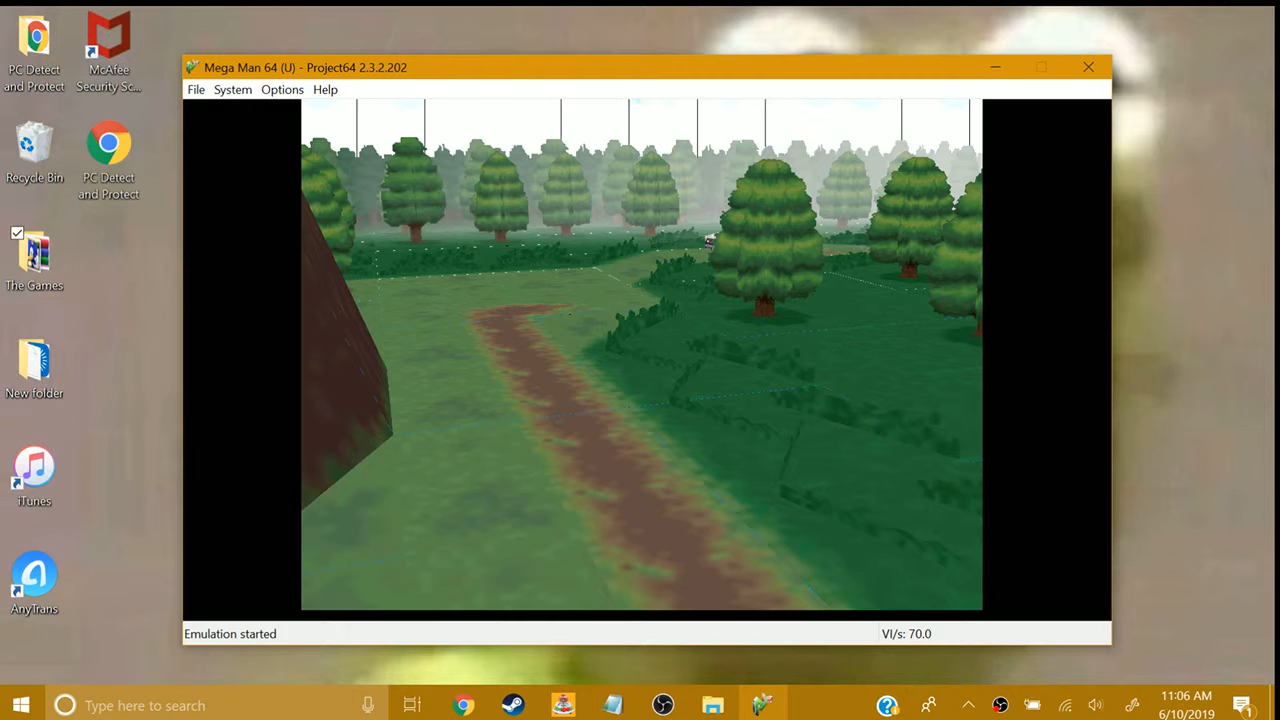 PC Detect
and Protect
McAfee
Security Sc...
Recycle Bin
PC Detect
and Protect
The Games
New folder
iTunes
AnyTrans
Mega Man 64 (U) - Project64 2.3.2.202
File System Options Help
Emulation started
VI/s: 70.0
Type here to search
11:06 AM
6/10/2019
1